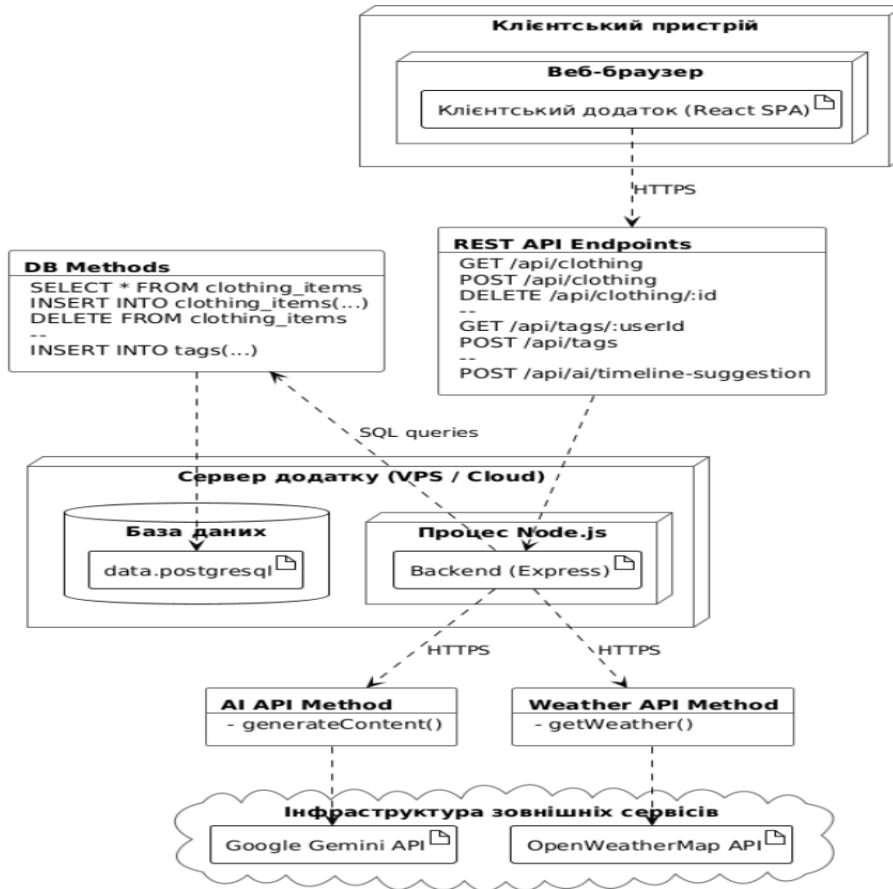 Клієнтський пристрій
Веб-браузер
Клієнтський додаток (React SPA)
HTTPS
REST API Endpoints
GET /api/clothing
POST /api/clothing
DELETE /api/clothing/:id
--
GET /api/tags/:userId
POST /api/tags
--
POST /api/ai/timeline-suggestion
DB Methods
SELECT * FROM clothing_items
INSERT INTO clothing_items(...)
DELETE FROM clothing_items
--
INSERT INTO tags(...)
SQL queries
Сервер додатку (VPS / Cloud)
База даних
data.postgresql
Процес Node.js
Backend (Express)
HTTPS
HTTPS
AI API Method
- generateContent()
Weather API Method
- getWeather()
Інфраструктура зовнішніх сервісів
Google Gemini API
OpenWeatherMap API